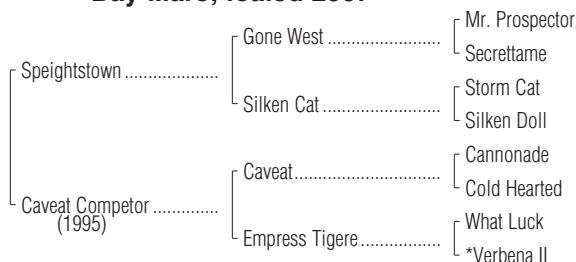 Bay Mare; foaled
Mr. Prospector
Gone West ........................
Secrettame
Speightstown ....................
Storm Cat
Silken Cat ..........................
Silken Doll
Cannonade
Caveat...............................
Cold Hearted
Caveat Competor ..............
(1995)
What Luck
Empress Tigere .................
*Verbena II